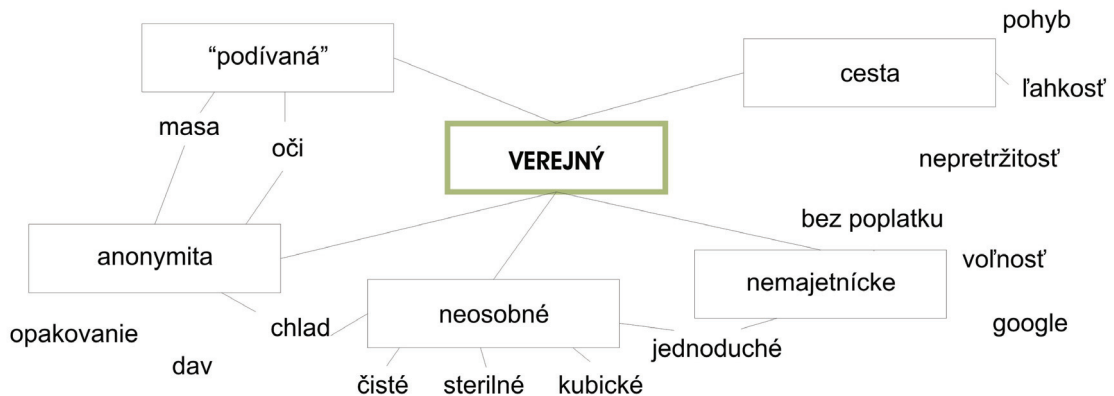 pohyb
“podívaná”
cesta
ľahkosť
masa
oči
VEREJNÝ
nepretržitosť
bez poplatku
anonymita
voľnosť
nemajetnícke
neosobné
chlad
google
opakovanie
jednoduché
dav
čisté
sterilné
kubické